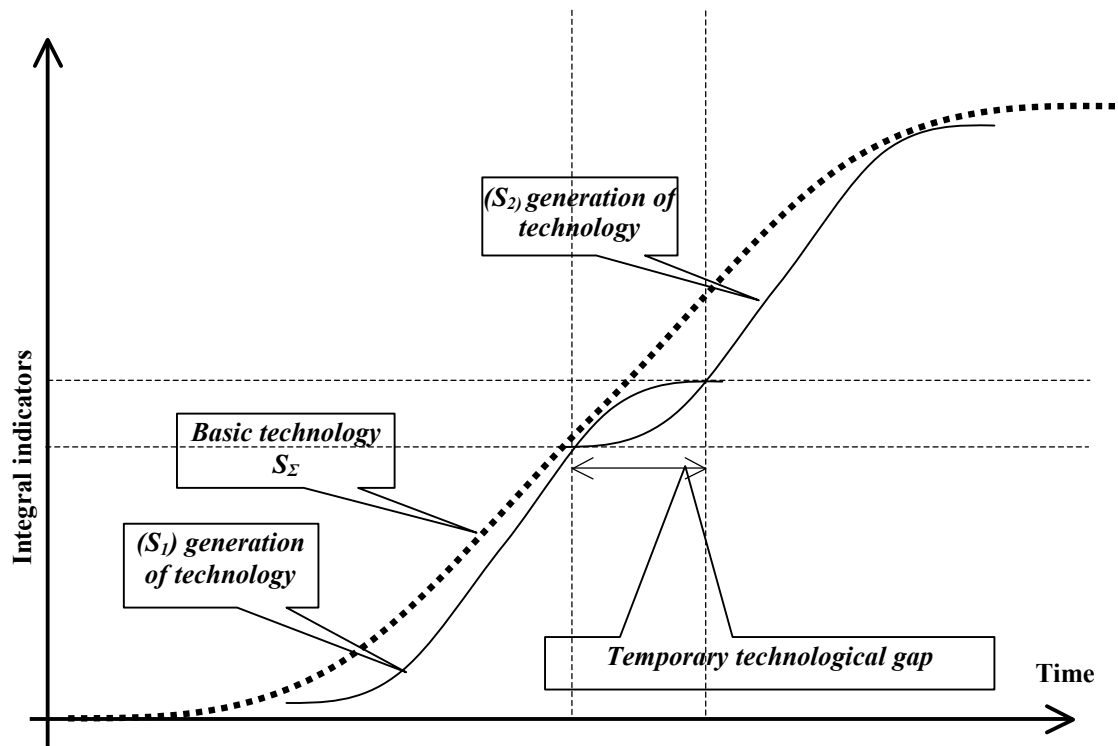 (S₂) generation of
technology
Basic technology
S_Σ
(S₁) generation
of technology
Integral indicators
Temporary technological gap
Time